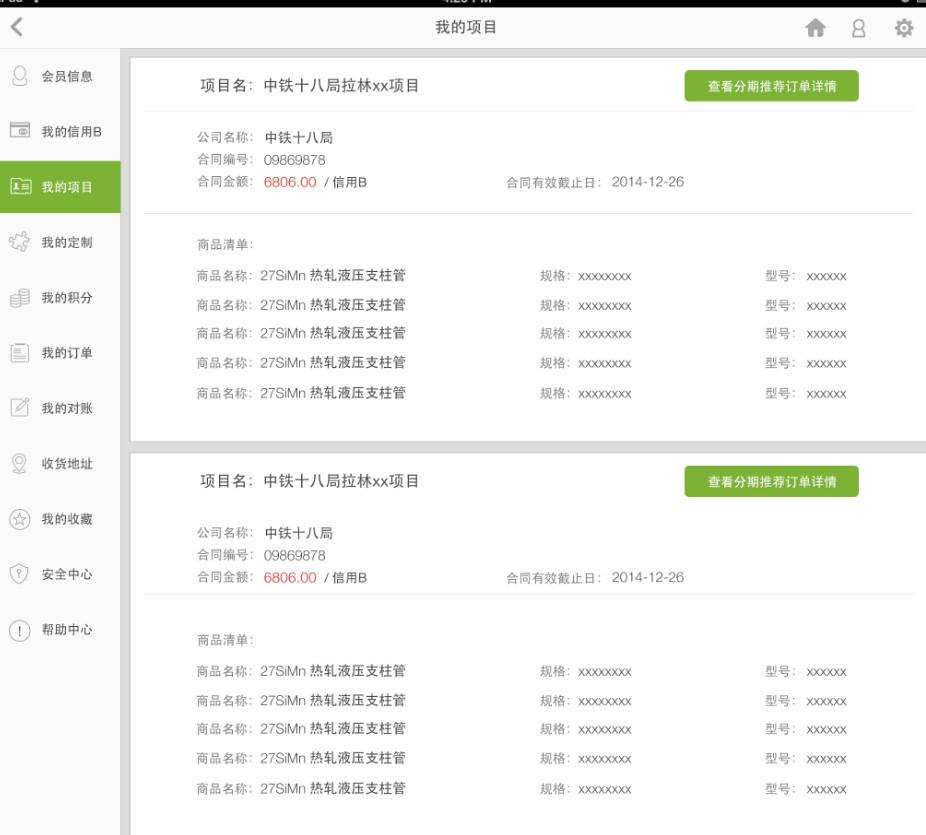 我的项目
会员信息
我的信用B
我的项目
我的定制
我的积分
我的订单
我的对账
收货地址
我的收藏
安全中心
帮助中心
项目名：中铁十八局拉林xx项目
查看分期推荐订单详情
公司名称：中铁十八局
合同编号：09869878
合同金额：6806.00 / 信用B 合同有效截止日：2014-12-26
商品清单：
商品名称：27SiMn 热轧液压支柱管 规格：xxxxxxxx 型号：xxxxxx
商品名称：27SiMn 热轧液压支柱管 规格：xxxxxxxx 型号：xxxxxx
商品名称：27SiMn 热轧液压支柱管 规格：xxxxxxxx 型号：xxxxxx
商品名称：27SiMn 热轧液压支柱管 规格：xxxxxxxx 型号：xxxxxx
商品名称：27SiMn 热轧液压支柱管 规格：xxxxxxxx 型号：xxxxxx
项目名：中铁十八局拉林xx项目
查看分期推荐订单详情
公司名称：中铁十八局
合同编号：09869878
合同金额：6806.00 / 信用B 合同有效截止日：2014-12-26
商品清单：
商品名称：27SiMn 热轧液压支柱管 规格：xxxxxxxx 型号：xxxxxx
商品名称：27SiMn 热轧液压支柱管 规格：xxxxxxxx 型号：xxxxxx
商品名称：27SiMn 热轧液压支柱管 规格：xxxxxxxx 型号：xxxxxx
商品名称：27SiMn 热轧液压支柱管 规格：xxxxxxxx 型号：xxxxxx
商品名称：27SiMn 热轧液压支柱管 规格：xxxxxxxx 型号：xxxxxx